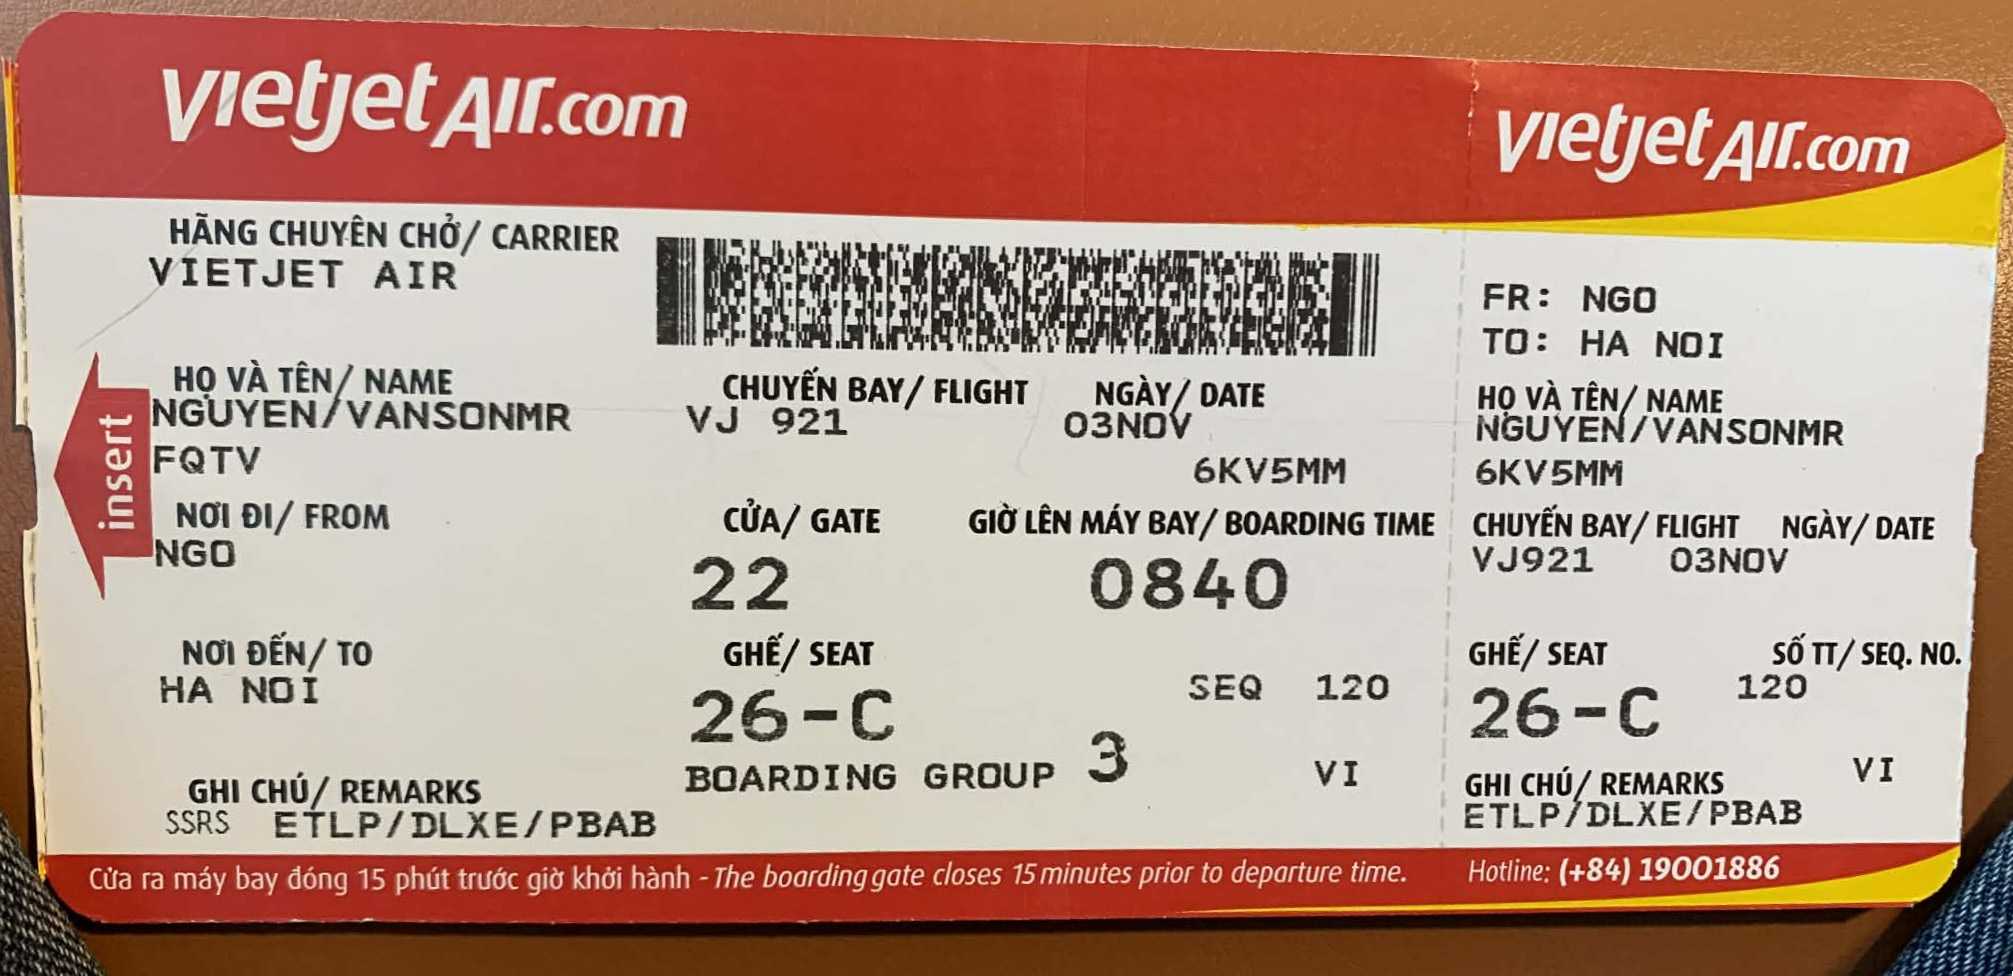 vietjetAir.com
HÃNG CHUYÊN CHỞ/ CARRIER
VIETJET AIR
HỌ VÀ TÊN/ NAME
NGUYEN/VANSONMR
FQTV
CHUYẾN BAY/ FLIGHT NGÀY/ DATE
VJ 921 03NOV
6KV5MM
insert
NƠI ĐI/ FROM
NGO
CỬA/ GATE GIỜ LÊN MÁY BAY/ BOARDING TIME
22 0840
NƠI ĐẾN/ TO
HA NOI
GHẾ/ SEAT
26-C SEQ 120
BOARDING GROUP 3 VI
GHI CHÚ/ REMARKS
SSRS ETLP/DLXE/PBAB
Cửa ra máy bay đóng 15 phút trước giờ khởi hành - The boarding gate closes 15 minutes prior to departure time.
vietjetAir.com
FR: NGO
TO: HA NOI
HỌ VÀ TÊN/ NAME
NGUYEN/VANSONMR
6KV5MM
CHUYẾN BAY/ FLIGHT NGÀY/ DATE
VJ921 03NOV
GHẾ/ SEAT SỐ TT/ SEQ. NO.
26-C 120
VI
GHI CHÚ/ REMARKS
ETLP/DLXE/PBAB
Hotline: (+84) 19001886